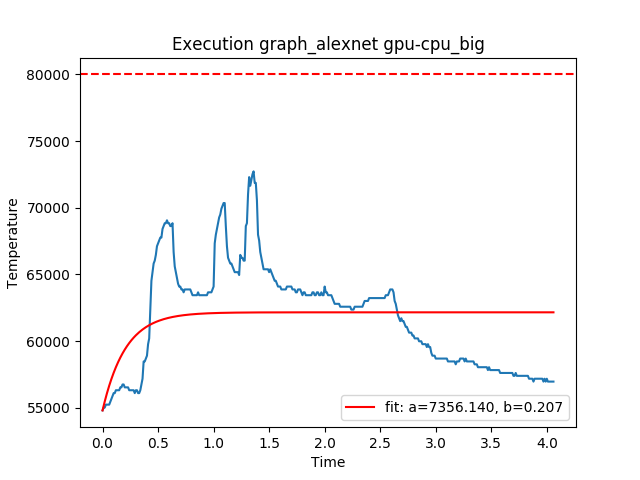 Execution graph_alexnet gpu-cpu_big
80000
75000
70000
65000
60000
55000
Temperature
0.0 0.5 1.0 1.5 2.0 2.5 3.0 3.5 4.0
Time
fit: a=7356.140, b=0.207